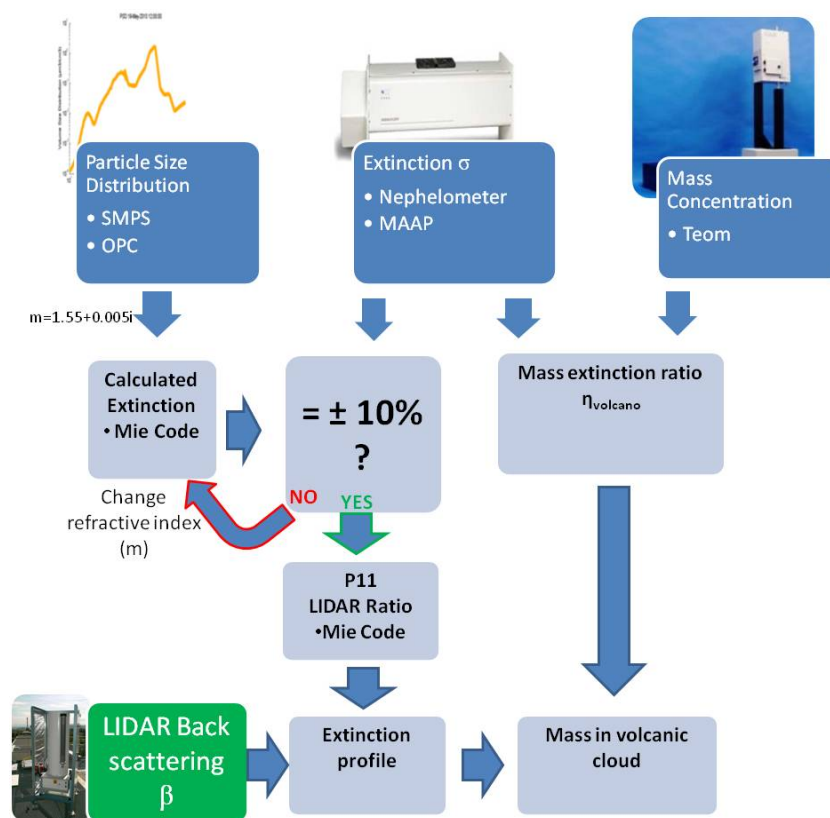 Particle Size
Distribution
• SMPS
• OPC
Extinction σ
• Nephelometer
• MAAP
Mass
Concentration
• Teom
m=1.55+0.005i
Calculated
Extinction
•Mie Code
= ± 10%
?
Mass extinction ratio
ηvolcano
NO
YES
Change
refractive index
(m)
P11
LIDAR Ratio
•Mie Code
LIDAR Back
scattering
β
Extinction
profile
Mass in volcanic
cloud